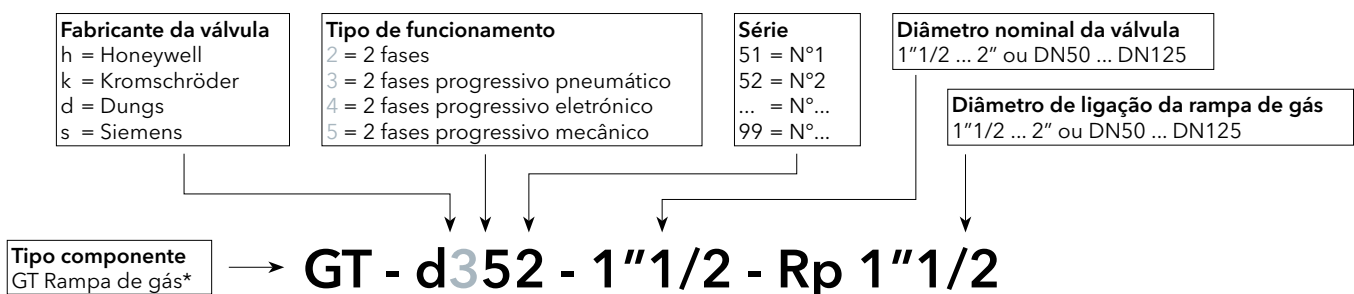 Fabricante da válvula
h = Honeywell
k = Kromschröder
d = Dungs
s = Siemens
Tipo de funcionamento
2 = 2 fases
3 = 2 fases progressivo pneumático
4 = 2 fases progressivo eletrónico
5 = 2 fases progressivo mecânico
Série
51 = N°1
52 = N°2
... = N°...
99 = N°...
Diâmetro nominal da válvula
1”1/2 ... 2” ou DN50 ... DN125
Diâmetro de ligação da rampa de gás
1”1/2 ... 2” ou DN50 ... DN125
Tipo componente
GT Rampa de gás*
GT - d352 - 1”1/2 - Rp 1”1/2